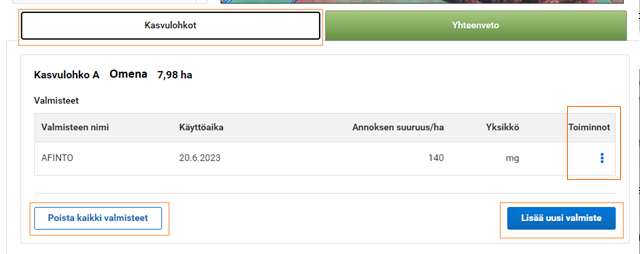 Kasvulohkot Yhteenveto
Kasvulohko A Omena 7,98 ha
Valmisteet
Valmisteen nimi Käyttöaika Annoksen suuruus/ha Yksikkö Toiminnot
AFINTO 20.6.2023 140 mg
Poista kaikki valmisteet Lisää uusi valmiste